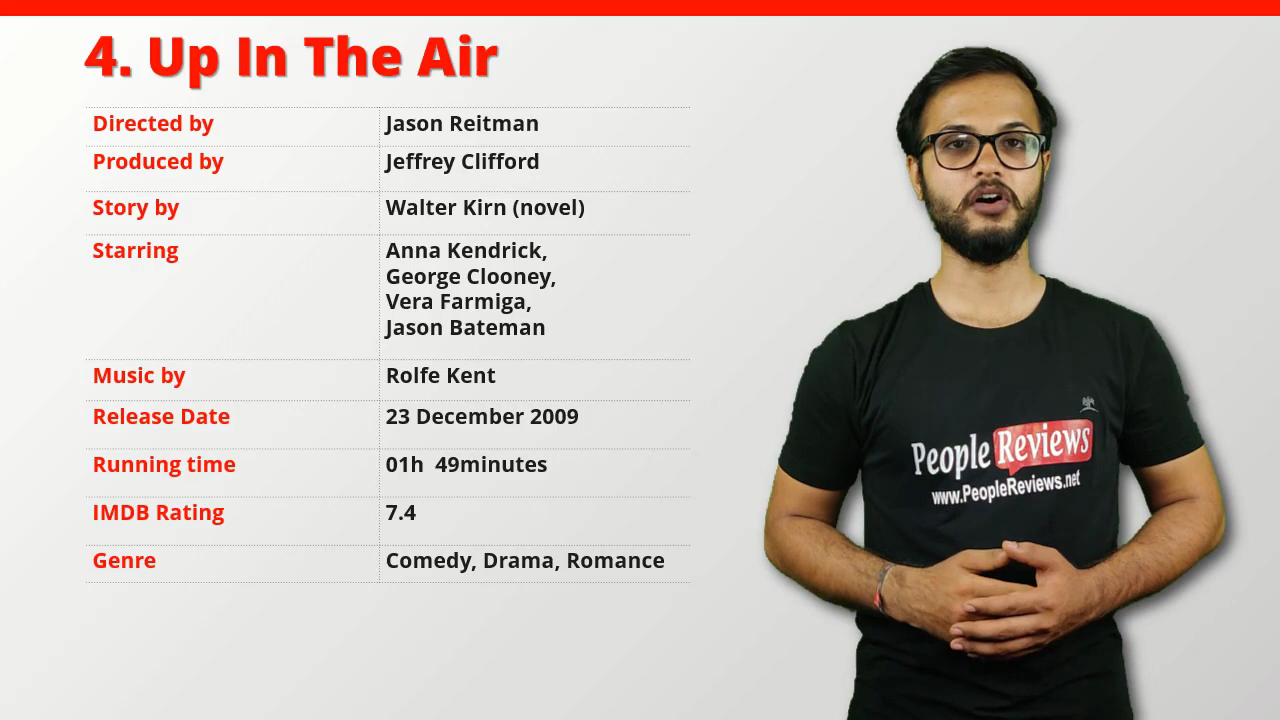 4. Up In The Air
Directed by Jason Reitman
Produced by Jeffrey Clifford
Story by Walter Kirn (novel)
Starring Anna Kendrick,
George Clooney,
Vera Farmiga,
Jason Bateman
Music by Rolfe Kent
Release Date 23 December 2009
Running time 01h 49minutes
IMDB Rating 7.4
Genre Comedy, Drama, Romance
People Reviews
www.PeopleReviews.net